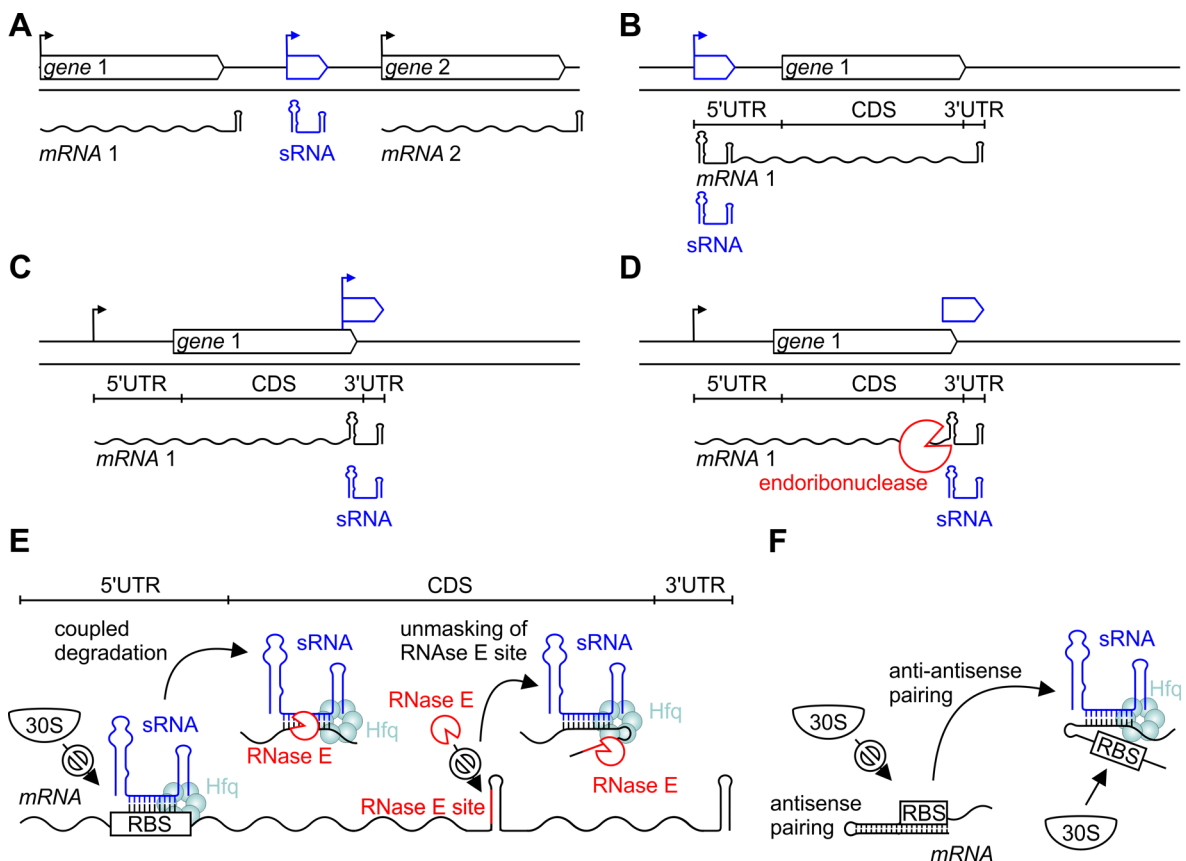 A
gene 1
gene 2
mRNA 1
sRNA
mRNA 2
B
gene 1
5'UTR
CDS
3'UTR
mRNA 1
sRNA
C
gene 1
5'UTR
CDS
3'UTR
mRNA 1
sRNA
D
gene 1
5'UTR
CDS
3'UTR
mRNA 1
endoribonuclease
sRNA
E
5'UTR
CDS
3'UTR
coupled
degradation
sRNA
Hfq
RNase E
30S
sRNA
Hfq
mRNA
RBS
unmasking of
RNAse E site
RNase E
sRNA
Hfq
RNase E
RNase E site
F
anti-antisense
pairing
sRNA
Hfq
RBS
30S
30S
antisense
pairing
RBS
mRNA